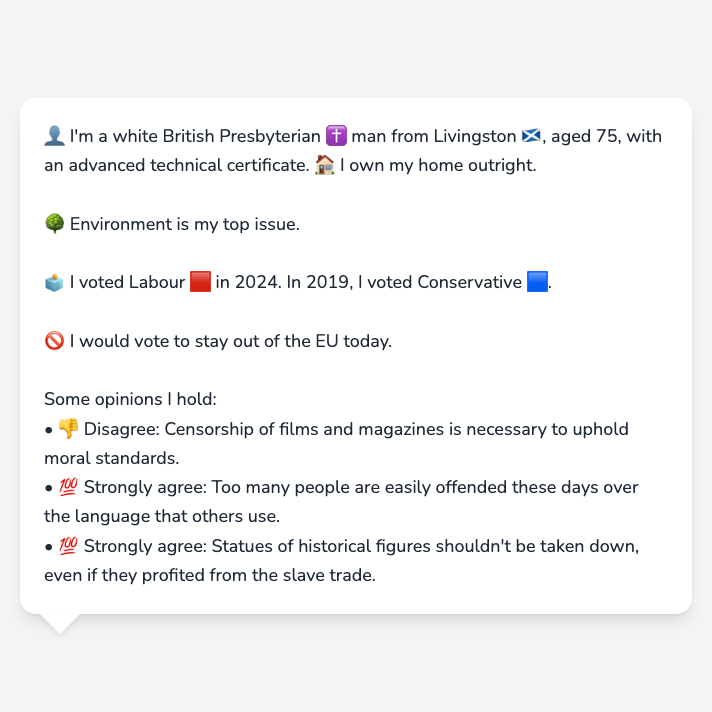 👤 I'm a white British Presbyterian ✝️ man from Livingston 🏴󠁧󠁢󠁳󠁣󠁴󠁿, aged 75, with
an advanced technical certificate. 🏠 I own my home outright.
🌳 Environment is my top issue.
🗳️ I voted Labour 🟥 in 2024. In 2019, I voted Conservative 🟦.
🚫 I would vote to stay out of the EU today.
Some opinions I hold:
• 👎 Disagree: Censorship of films and magazines is necessary to uphold
moral standards.
• 💯 Strongly agree: Too many people are easily offended these days over
the language that others use.
• 💯 Strongly agree: Statues of historical figures shouldn't be taken down,
even if they profited from the slave trade.